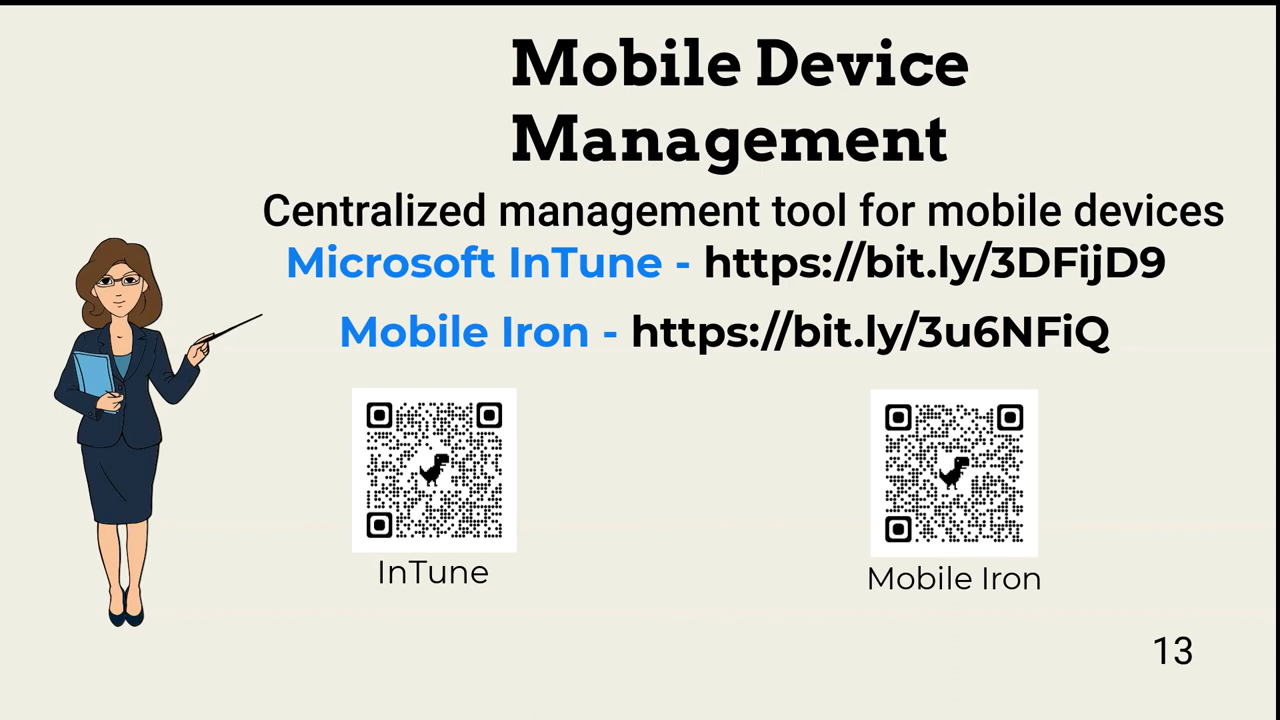 Mobile Device
Management
Centralized management tool for mobile devices
Microsoft InTune - https://bit.ly/3DFijD9
Mobile Iron - https://bit.ly/3u6NFiQ
InTune
Mobile Iron
13